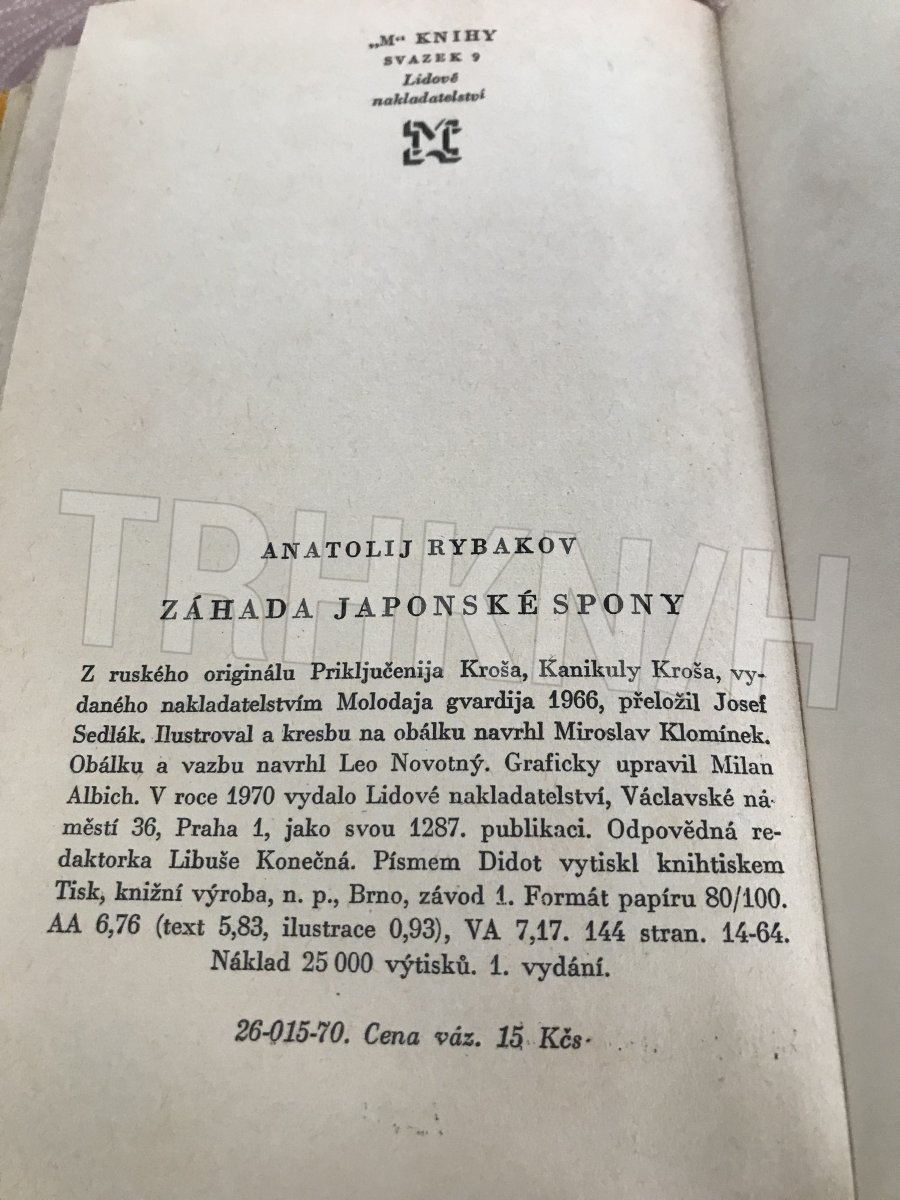 „M“ KNIHY
SVAZEK 9
Lidové
nakladatelství
M
TRHKNIH
ANATOLIJ RYBAKOV
ZÁHADA JAPONSKÉ SPONY
Z ruského originálu Priključenija Kroša, Kanikuly Kroša, vy-
daného nakladatelstvím Molodaja gvardija 1966, přeložil Josef
Sedlák. Ilustroval a kresbu na obálku navrhl Miroslav Klomínek.
Obálku a vazbu navrhl Leo Novotný. Graficky upravil Milan
Albich. V roce 1970 vydalo Lidové nakladatelství, Václavské ná-
městí 36, Praha 1, jako svou 1287. publikaci. Odpovědná re-
daktorka Libuše Konečná. Písmem Didot vytiskl knihtiskem
Tisk, knižní výroba, n. p., Brno, závod 1. Formát papíru 80/100.
AA 6,76 (text 5,83, ilustrace 0,93), VA 7,17. 144 stran. 14-64.
Náklad 25 000 výtisků. 1. vydání.
26-015-70. Cena váz. 15 Kčs